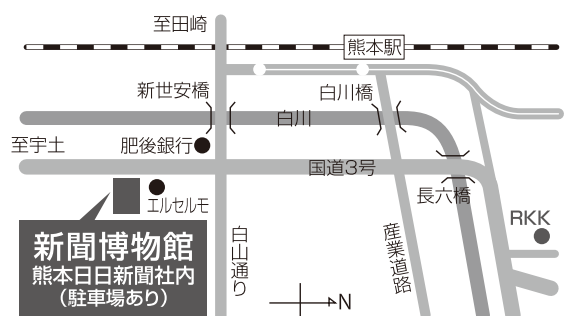 至田崎
熊本駅
新世安橋
白川橋
白川
至宇土
肥後銀行
国道3号
エルセルモ
長六橋
RKK
新聞博物館
熊本日日新聞社内
（駐車場あり）
白山通り
産業道路
N